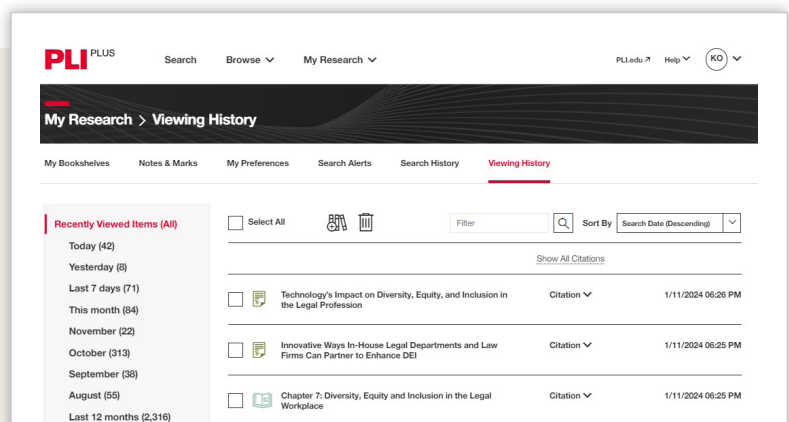 PLI PLUS
Search Browse My Research PLI.edu Help KO
My Research > Viewing History
My Bookshelves Notes & Marks My Preferences Search Alerts Search History Viewing History
Recently Viewed Items (All)
Today (42)
Yesterday (8)
Last 7 days (71)
This month (84)
November (22)
October (313)
September (38)
August (55)
Last 12 months (2,316)
Select All Filter Sort By Search Date (Descending)
Show All Citations
Technology's Impact on Diversity, Equity, and Inclusion in
the Legal Profession
Citation 1/11/2024 06:26 PM
Innovative Ways In-House Legal Departments and Law
Firms Can Partner to Enhance DEI
Citation 1/11/2024 06:25 PM
Chapter 7: Diversity, Equity and Inclusion in the Legal
Workplace
Citation 1/11/2024 06:25 PM